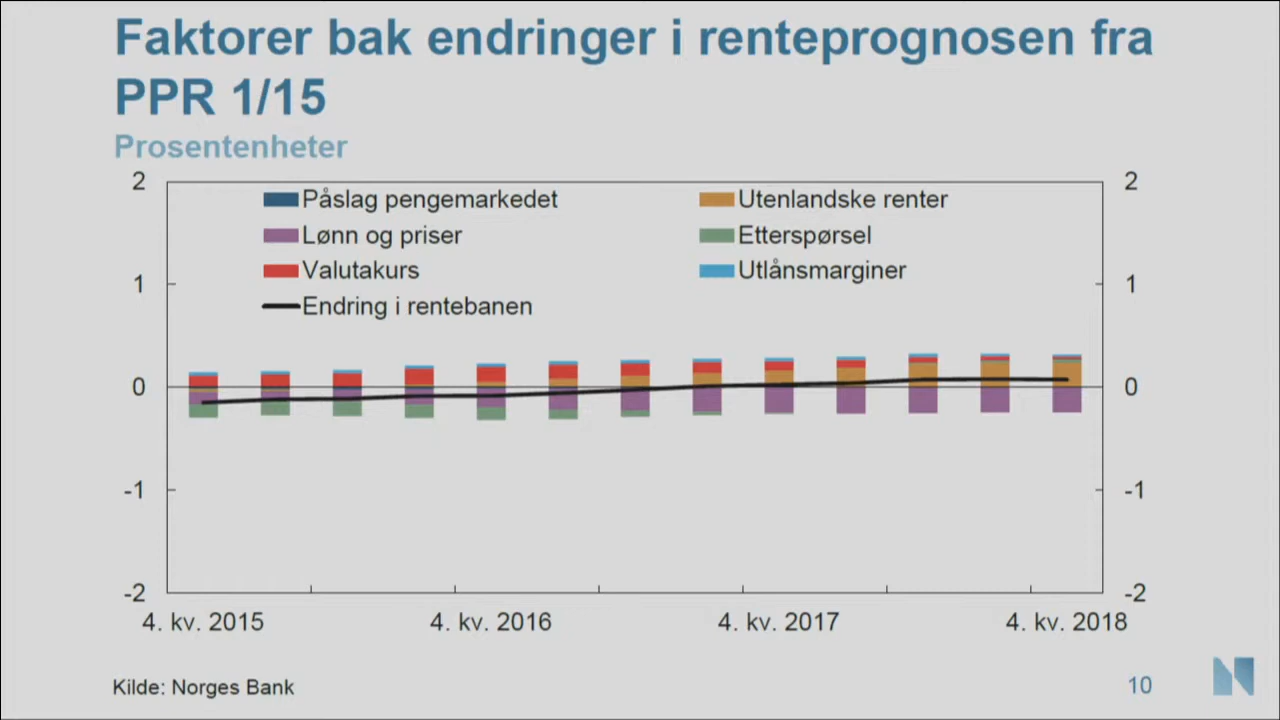 Faktorer bak endringer i renteprognosen fra
PPR 1/15
Prosentenheter
2
2
Påslag pengemarkedet
Utenlandske renter
Lønn og priser
Etterspørsel
Valutakurs
Utlånsmarginer
Endring i rentebanen
1
1
0
0
-1
-1
-2
-2
4. kv. 2015
4. kv. 2016
4. kv. 2017
4. kv. 2018
Kilde: Norges Bank
10